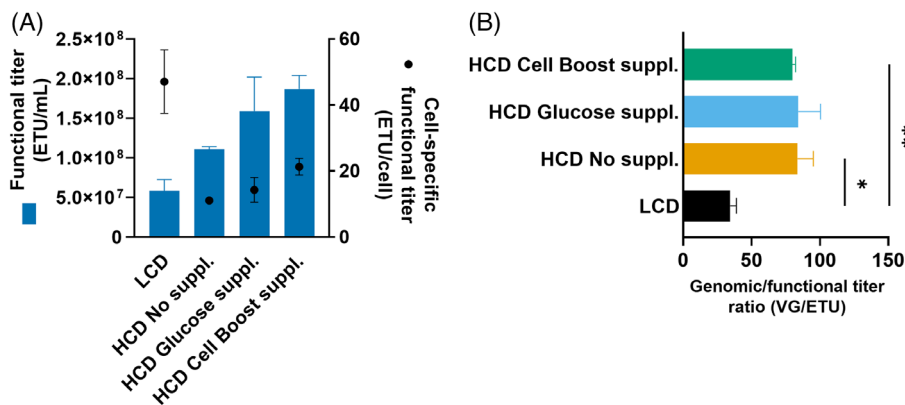 (A)
Functional titer
(ETU/mL)
2.5×10⁸
2.0×10⁸
1.5×10⁸
1.0×10⁸
5.0×10⁷
0
60
40
20
0
Cell-specific
functional titer
(ETU/cell)
LCD
HCD No suppl.
HCD Glucose suppl.
HCD Cell Boost suppl.
(B)
HCD Cell Boost suppl.
HCD Glucose suppl.
HCD No suppl.
LCD
*
**
0 50 100 150
Genomic/functional titer
ratio (VG/ETU)